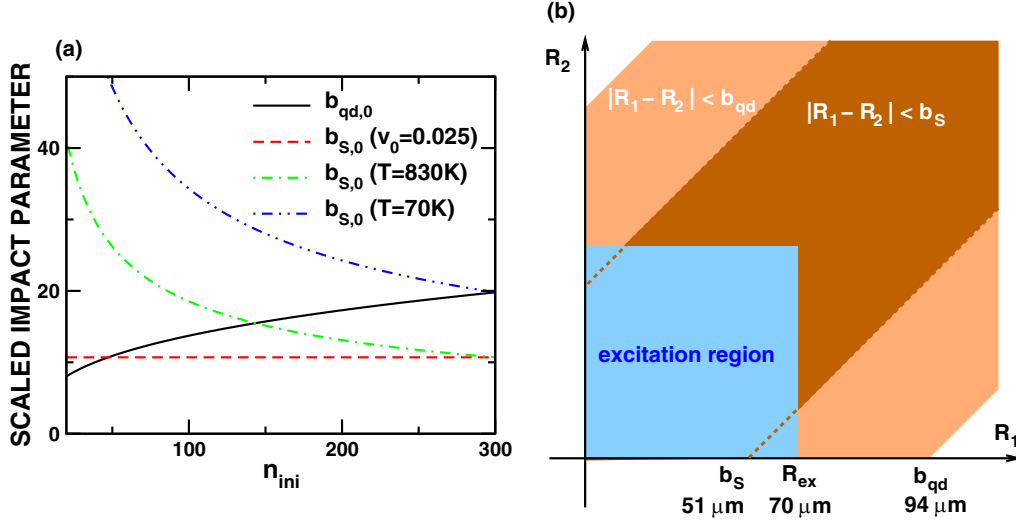 (a)
SCALED IMPACT PARAMETER
40
20
0
100
200
300
n_ini
b_qd,0
b_S,0 (v_0=0.025)
b_S,0 (T=830K)
b_S,0 (T=70K)
(b)
R_2
|R_1 − R_2| < b_qd
|R_1 − R_2| < b_S
excitation region
R_1
b_S
R_ex
b_qd
51 μm
70 μm
94 μm